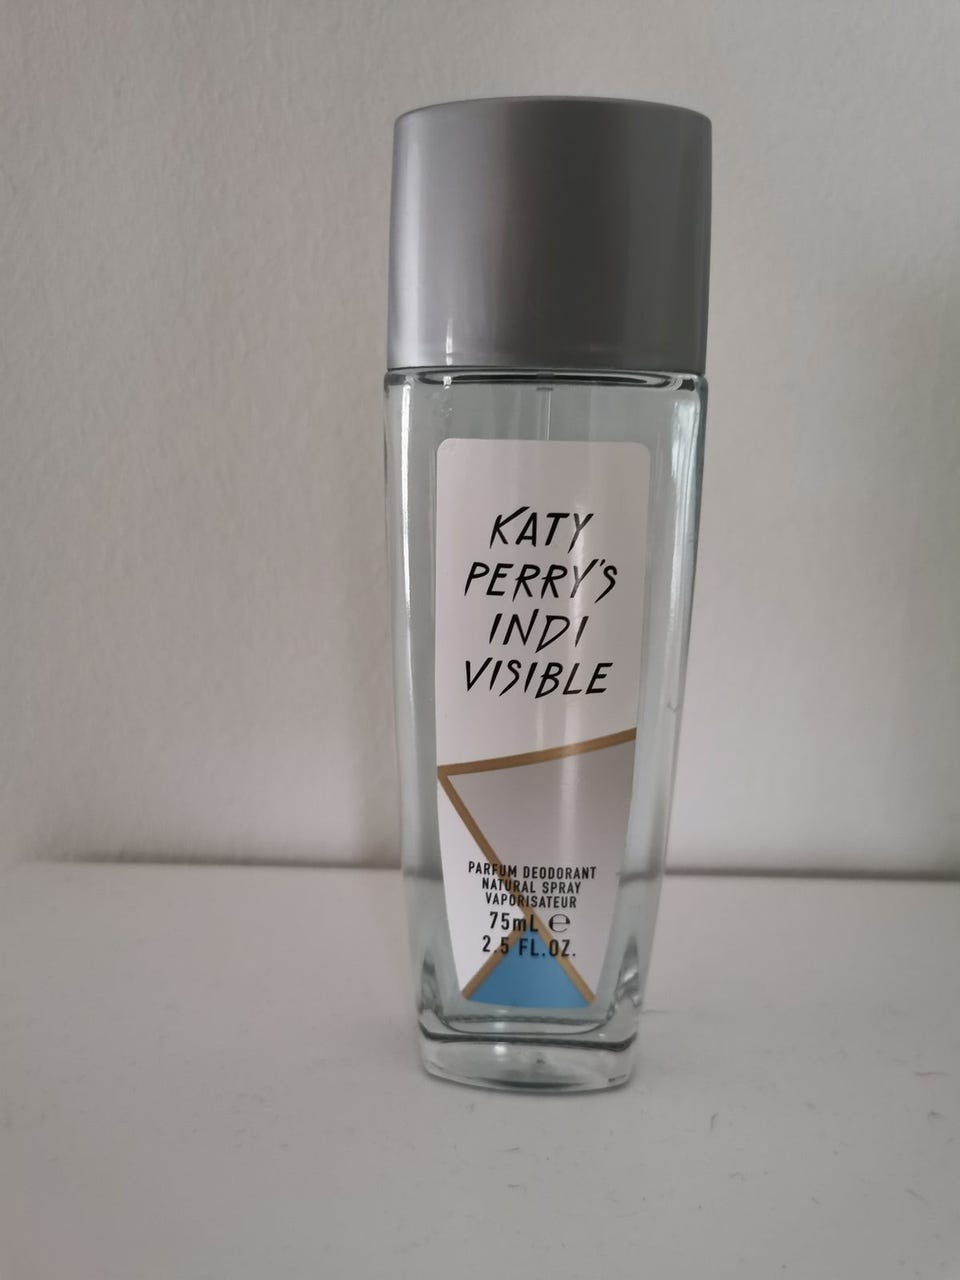 KATY
PERRY'S
INDI
VISIBLE
PARFUM DEODORANT
NATURAL SPRAY
VAPORISATEUR
75mL ℮
2.5 FL.OZ.